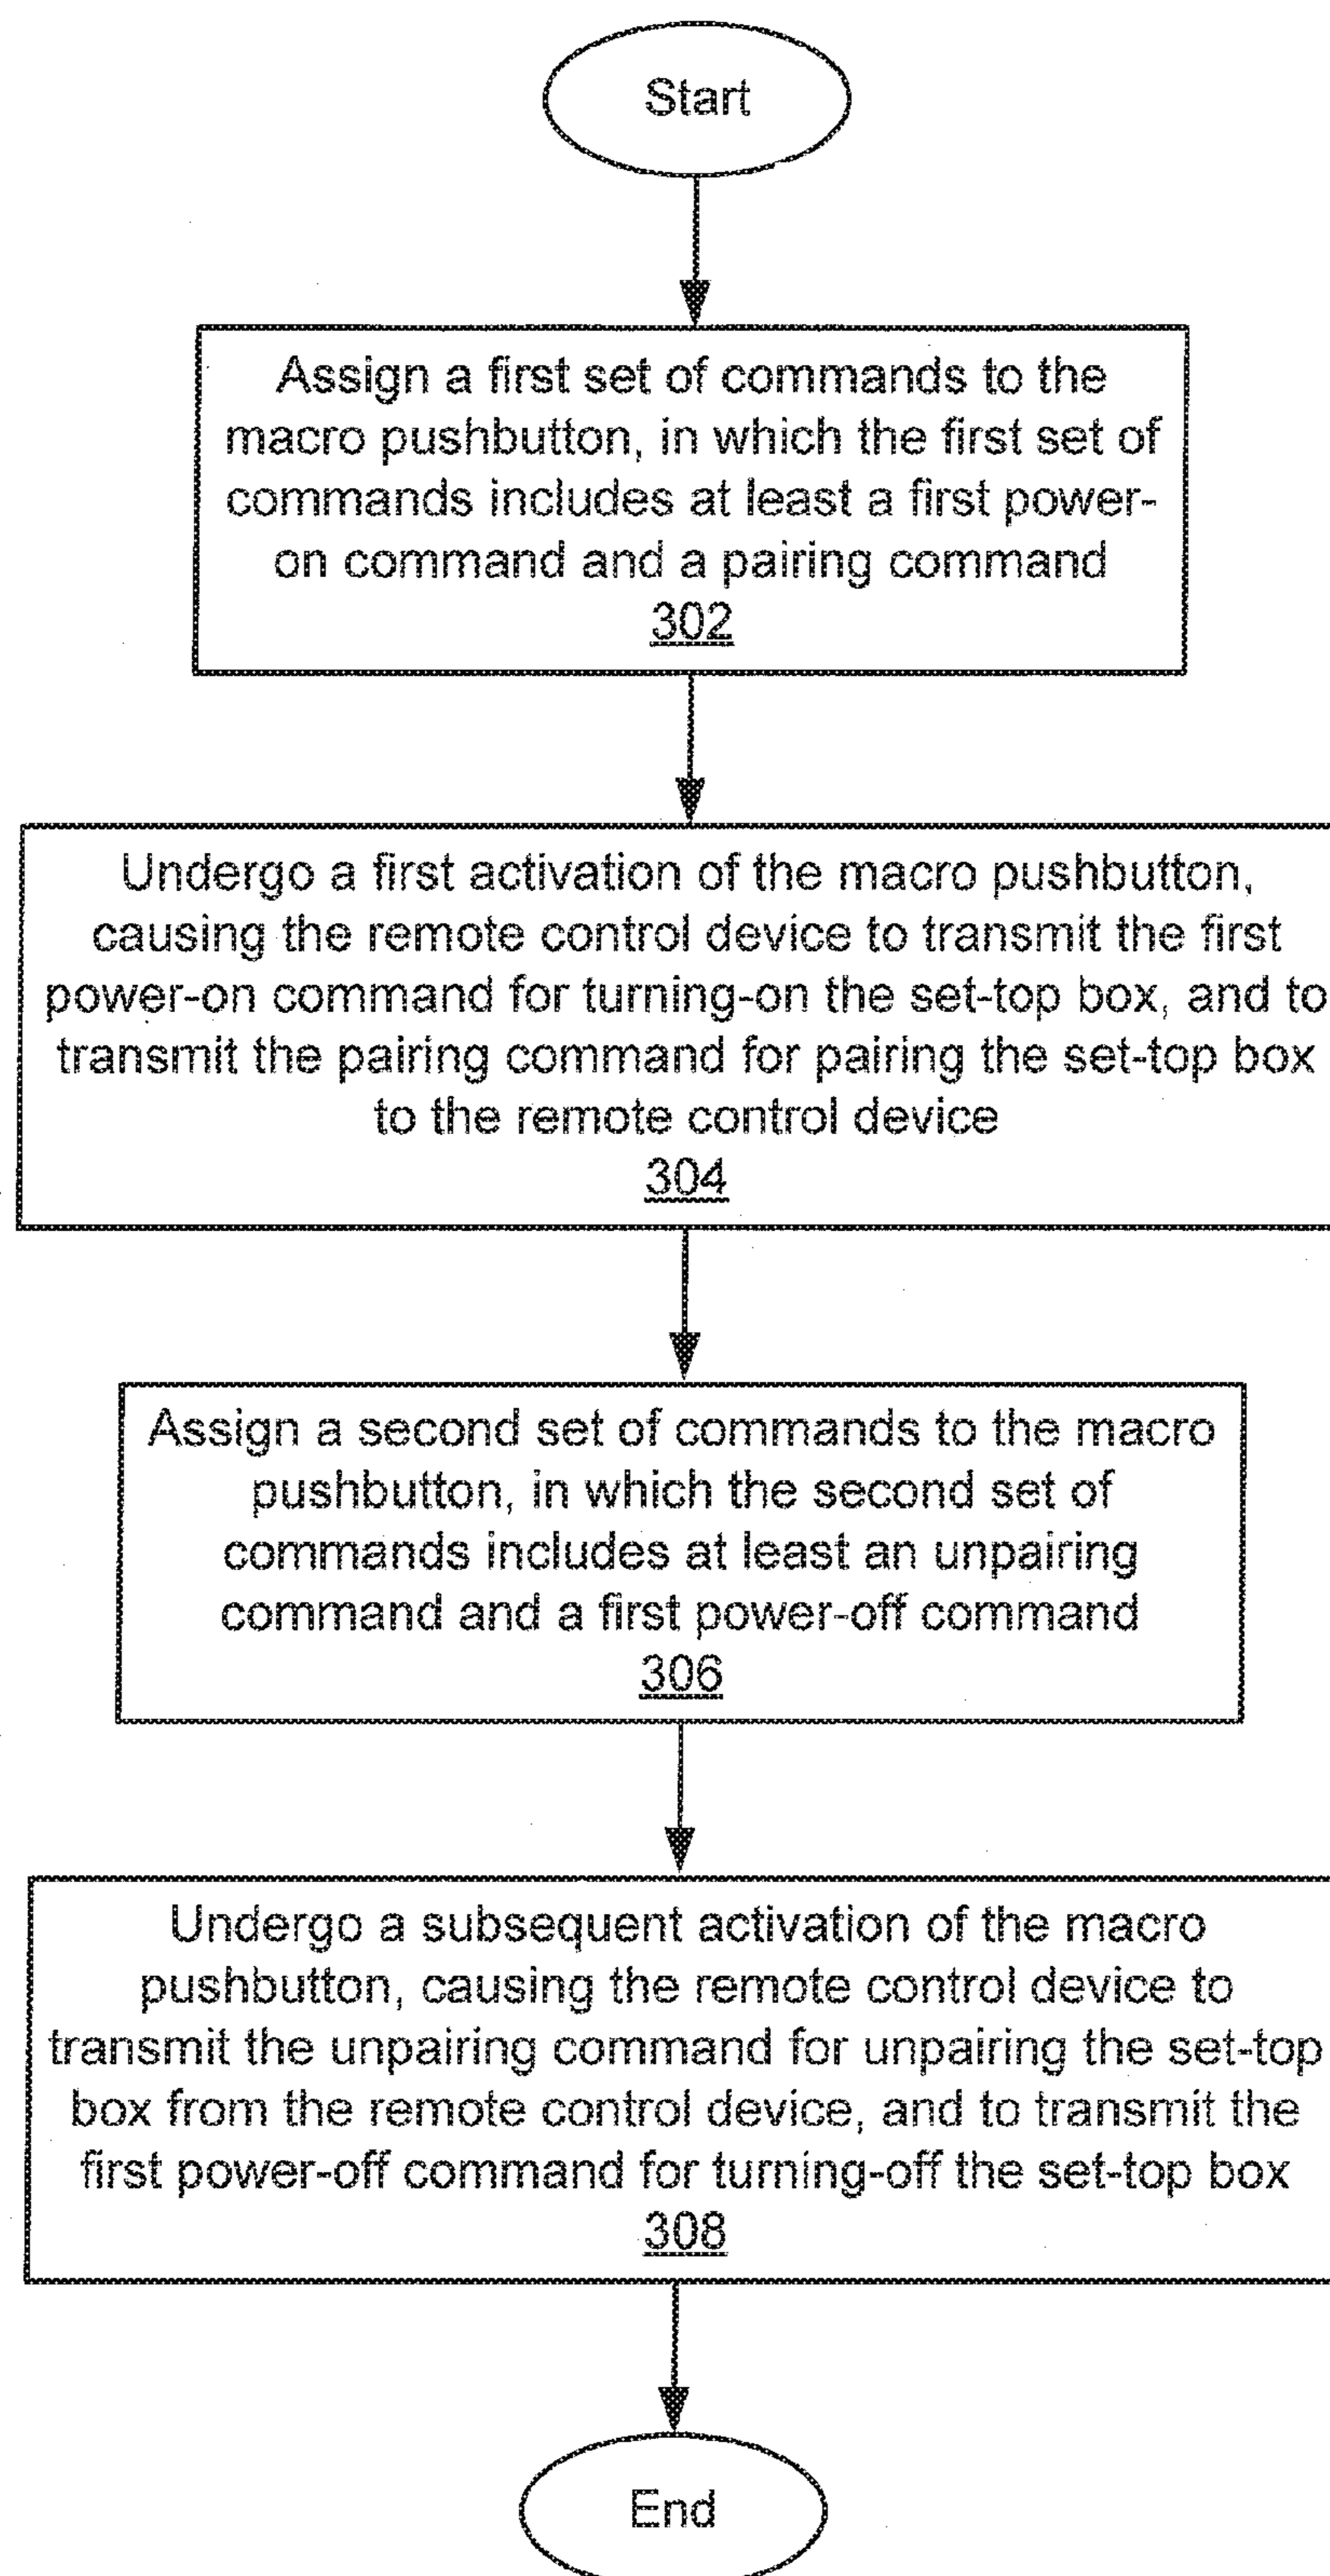 Start
Assign a first set of commands to the
macro pushbutton, in which the first set of
commands includes at least a first power-
on command and a pairing command
302
Undergo a first activation of the macro pushbutton,
causing the remote control device to transmit the first
power-on command for turning-on the set-top box, and to
transmit the pairing command for pairing the set-top box
to the remote control device
304
Assign a second set of commands to the macro
pushbutton, in which the second set of
commands includes at least an unpairing
command and a first power-off command
306
Undergo a subsequent activation of the macro
pushbutton, causing the remote control device to
transmit the unpairing command for unpairing the set-top
box from the remote control device, and to transmit the
first power-off command for turning-off the set-top box
308
End